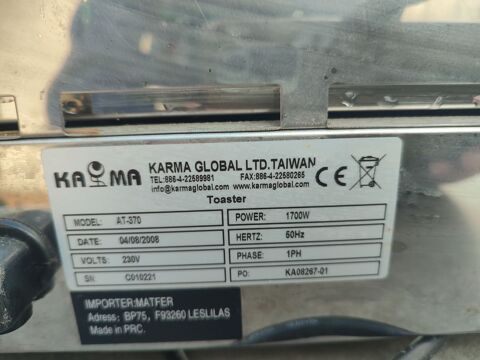 KARMA
KARMA GLOBAL LTD.TAIWAN
TEL:886-4-22589981 FAX:886-4-22580265
info@karmaglobal.com www.karmaglobal.com
CE
Toaster
MODEL: AT-370 POWER: 1700W
DATE: 04/08/2008 HERTZ: 50Hz
VOLTS: 230V PHASE: 1PH
SN: C010221 PO: KA08267-01
IMPORTER:MATFER
Adress: BP75, F93260 LESLILAS
Made in PRC.